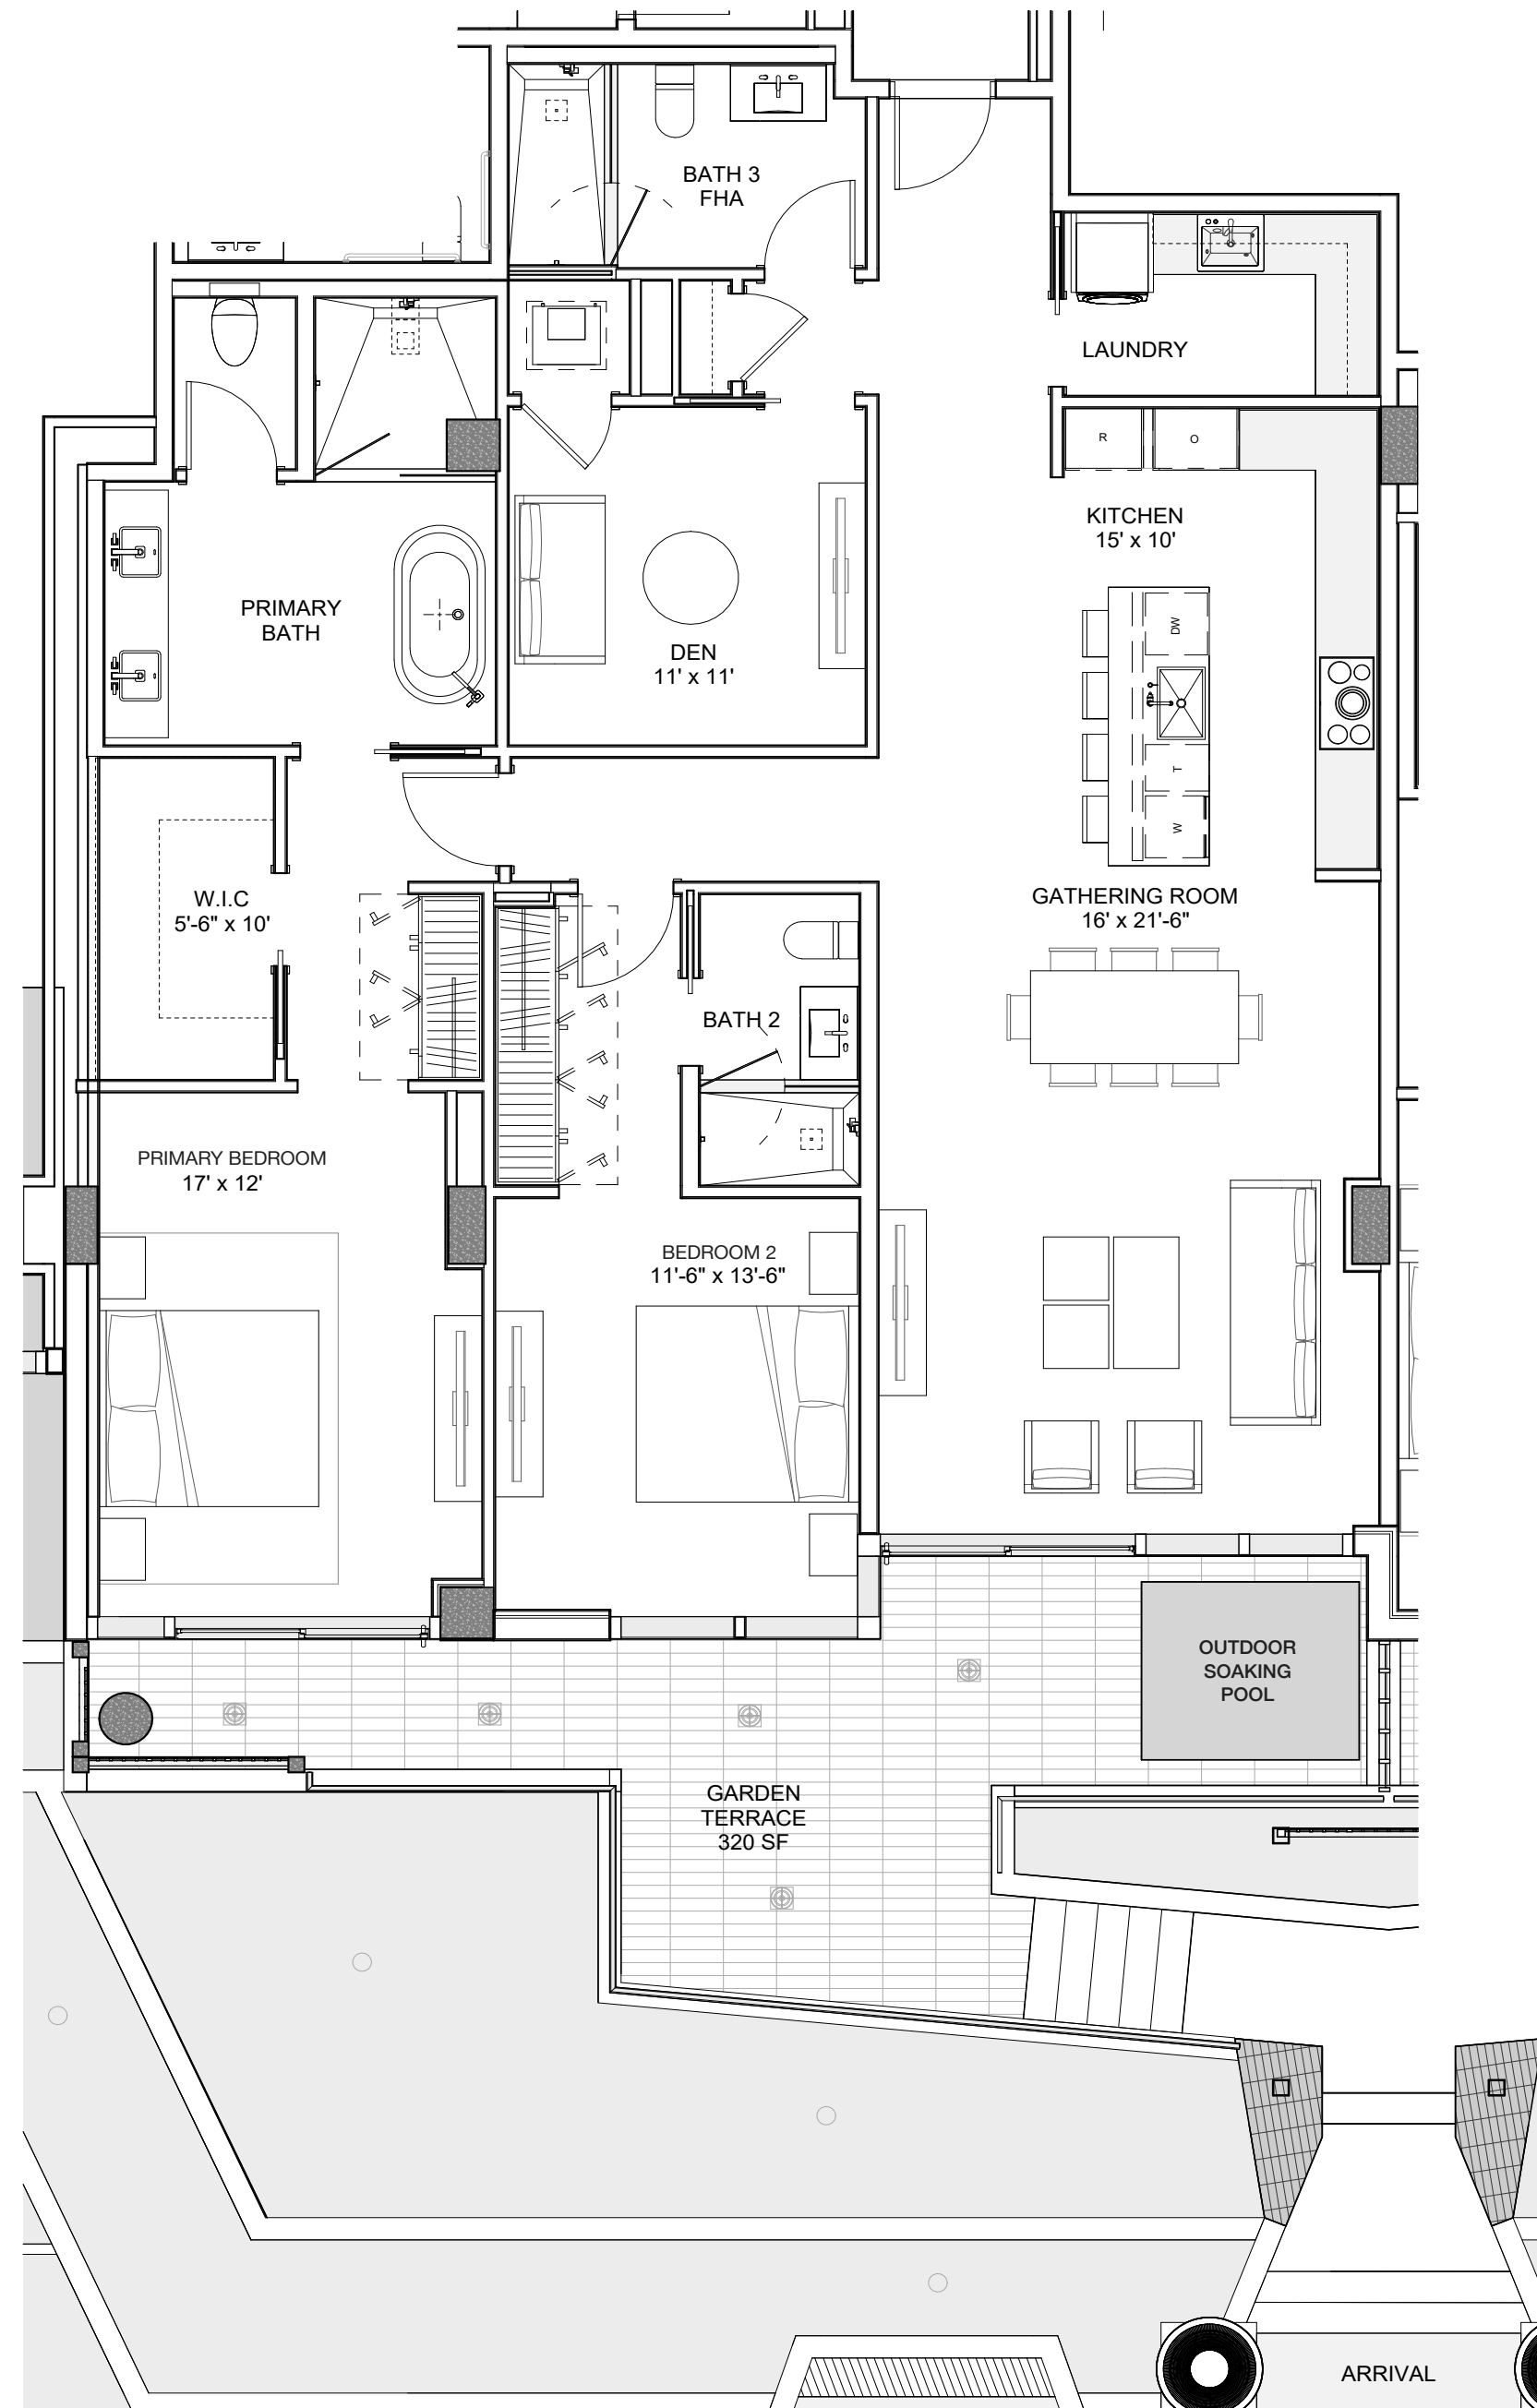 BATH 3
FHA
LAUNDRY
R
O
KITCHEN
15' x 10'
PRIMARY
BATH
DW
DEN
11' x 11'
T
W
W.I.C
5'-6" x 10'
GATHERING ROOM
16' x 21'-6"
BATH 2
PRIMARY BEDROOM
17' x 12'
BEDROOM 2
11'-6" x 13'-6"
OUTDOOR
SOAKING
POOL
GARDEN
TERRACE
320 SF
ARRIVAL